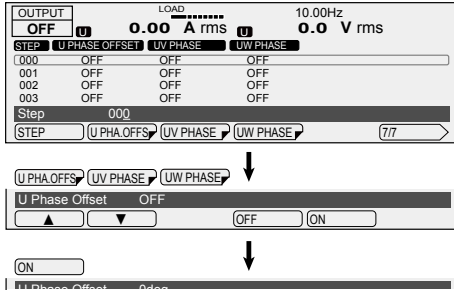 OUTPUT LOAD 10.00Hz
OFF U 0.00 A rms U 0.0 V rms
STEP U PHASE OFFSET UV PHASE UW PHASE
000 OFF OFF OFF
001 OFF OFF OFF
002 OFF OFF OFF
003 OFF OFF OFF
Step 000
STEP U PHA.OFFS UV PHASE UW PHASE 7/7
U PHA.OFFS UV PHASE UW PHASE
U Phase Offset OFF
▲ ▼ OFF ON
ON
U Phase Offset 0deg